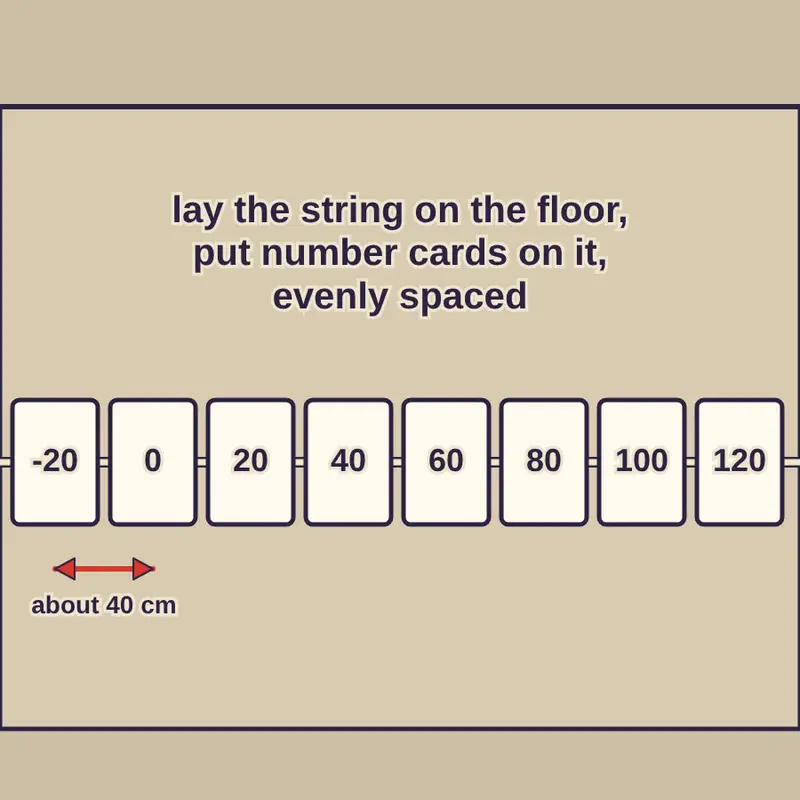 lay the string on the floor,
put number cards on it,
evenly spaced
-20 0 20 40 60 80 100 120
about 40 cm